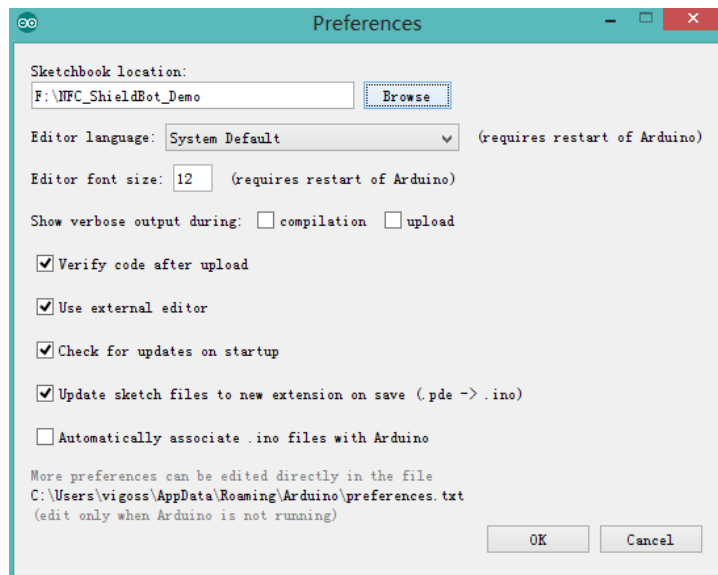 Preferences
Sketchbook location:
F:\NFC_ShieldBot_Demo Browse
Editor language: System Default (requires restart of Arduino)
Editor font size: 12 (requires restart of Arduino)
Show verbose output during: compilation upload
Verify code after upload
Use external editor
Check for updates on startup
Update sketch files to new extension on save (.pde -> .ino)
Automatically associate .ino files with Arduino
More preferences can be edited directly in the file
C:\Users\vigoss\AppData\Roaming\Arduino\preferences.txt
(edit only when Arduino is not running)
OK Cancel